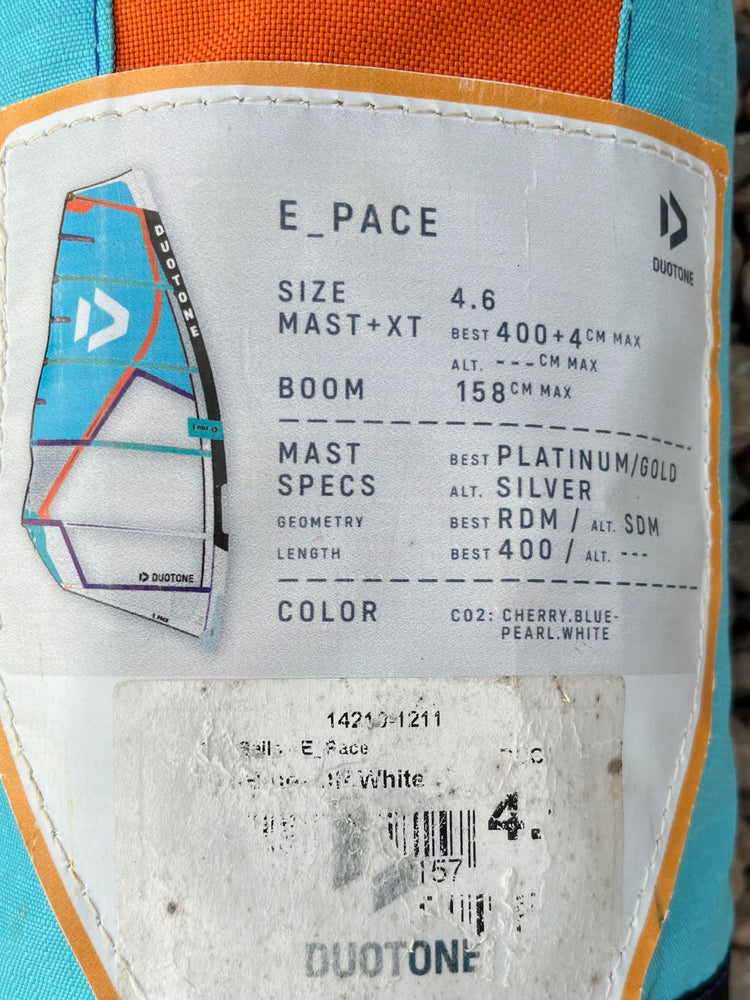 E_PACE
DUOTONE
SIZE 4.6
MAST+XT BEST 400+4 CM MAX
ALT. --- CM MAX
BOOM 158 CM MAX
MAST BEST PLATINUM/GOLD
SPECS ALT. SILVER
GEOMETRY BEST RDM / ALT. SDM
LENGTH BEST 400 / ALT. ---
COLOR C02: CHERRY.BLUE-
PEARL.WHITE
DUOTONE
DUOTONE
E_PACE
E_Pace
White
4.
157
DUOTONE